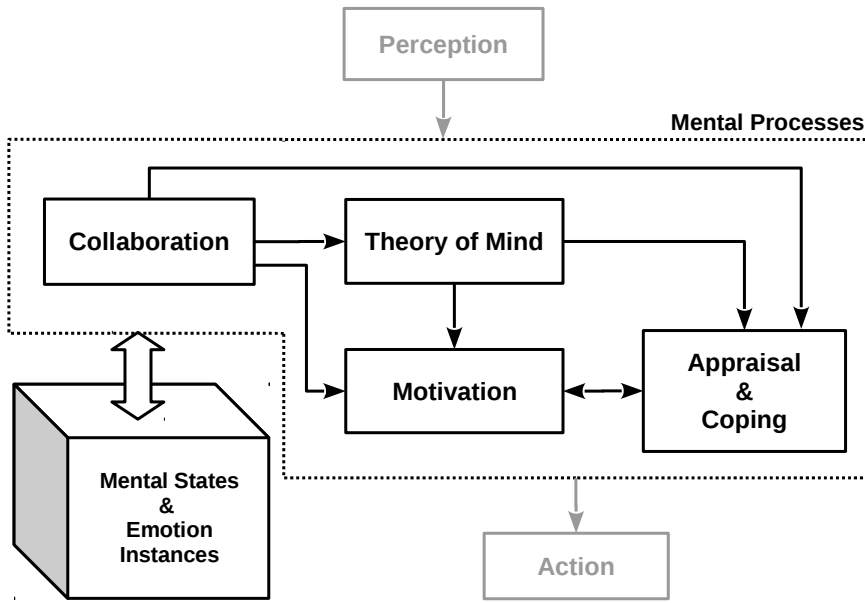 Perception
Mental Processes
Collaboration
Theory of Mind
Motivation
Appraisal
&
Coping
Mental States
&
Emotion
Instances
Action